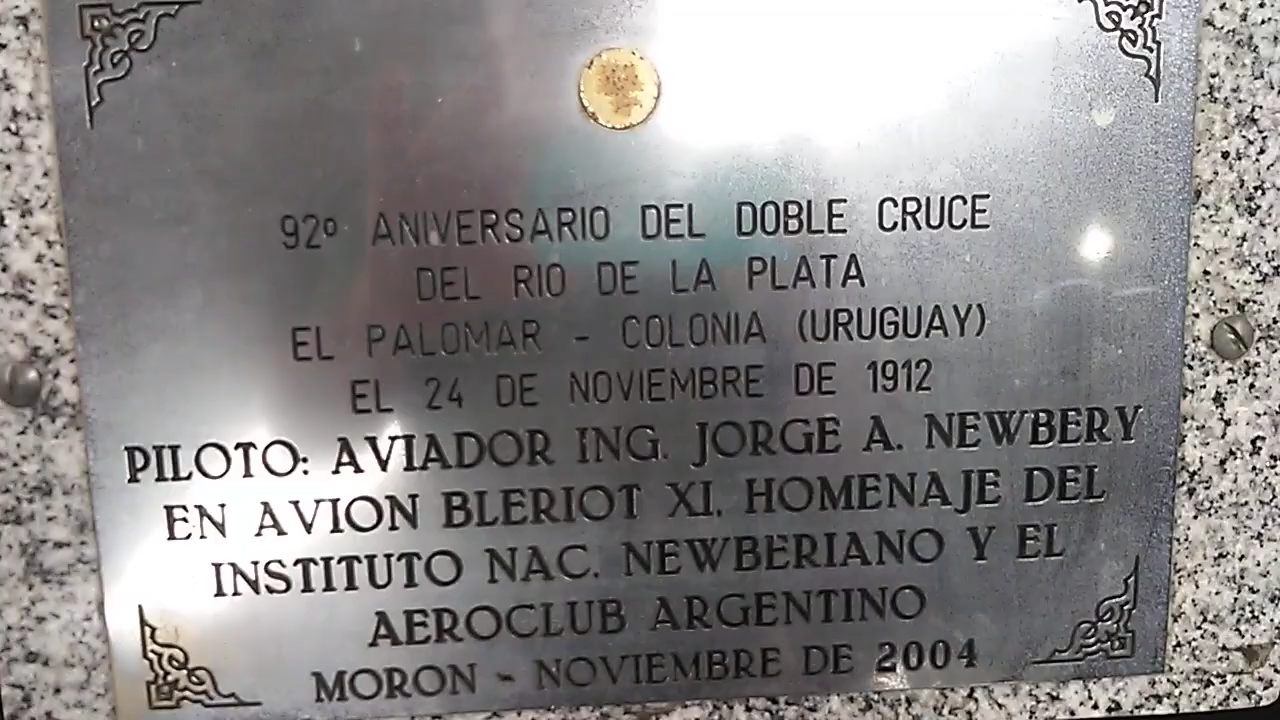 92º ANIVERSARIO DEL DOBLE CRUCE
DEL RIO DE LA PLATA
EL PALOMAR - COLONIA (URUGUAY)
EL 24 DE NOVIEMBRE DE 1912
PILOTO: AVIADOR ING. JORGE A. NEWBERY
EN AVION BLERIOT XI. HOMENAJE DEL
INSTITUTO NAC. NEWBERIANO Y EL
AEROCLUB ARGENTINO
MORON - NOVIEMBRE DE 2004